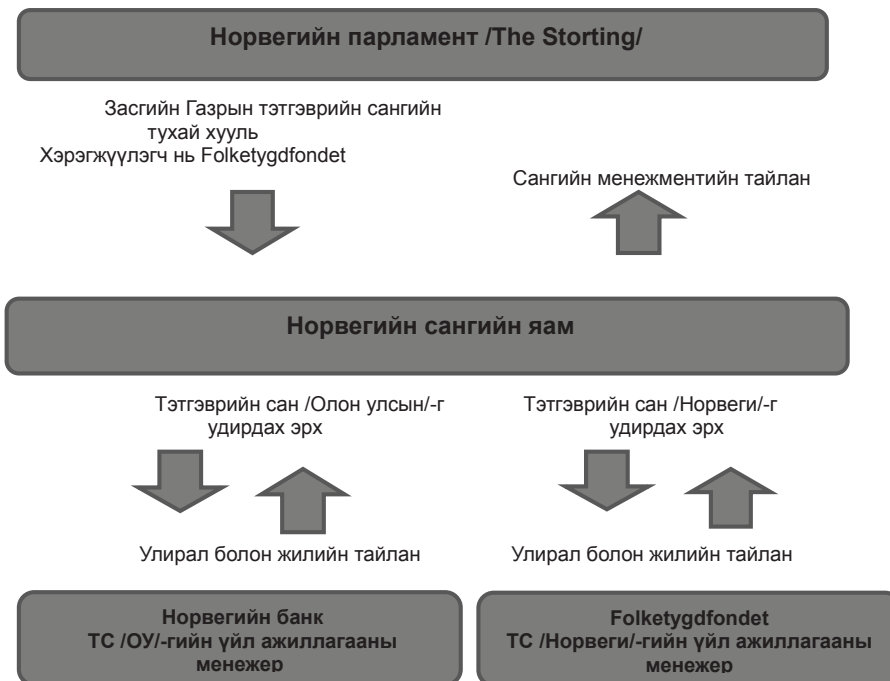 Норвегийн парламент /The Storting/
Засгийн Газрын тэтгэврийн сангийн
тухай хууль
Хэрэгжүүлэгч нь Folketygdfondet
Сангийн менежментийн тайлан
Норвегийн сангийн яам
Тэтгэврийн сан /Олон улсын/-г
удирдах эрх
Тэтгэврийн сан /Норвеги/-г
удирдах эрх
Улирал болон жилийн тайлан
Улирал болон жилийн тайлан
Норвегийн банк
ТС /ОУ/-гийн үйл ажиллагааны
менежер
Folketygdfondet
ТС /Норвеги/-гийн үйл ажиллагааны
менежер